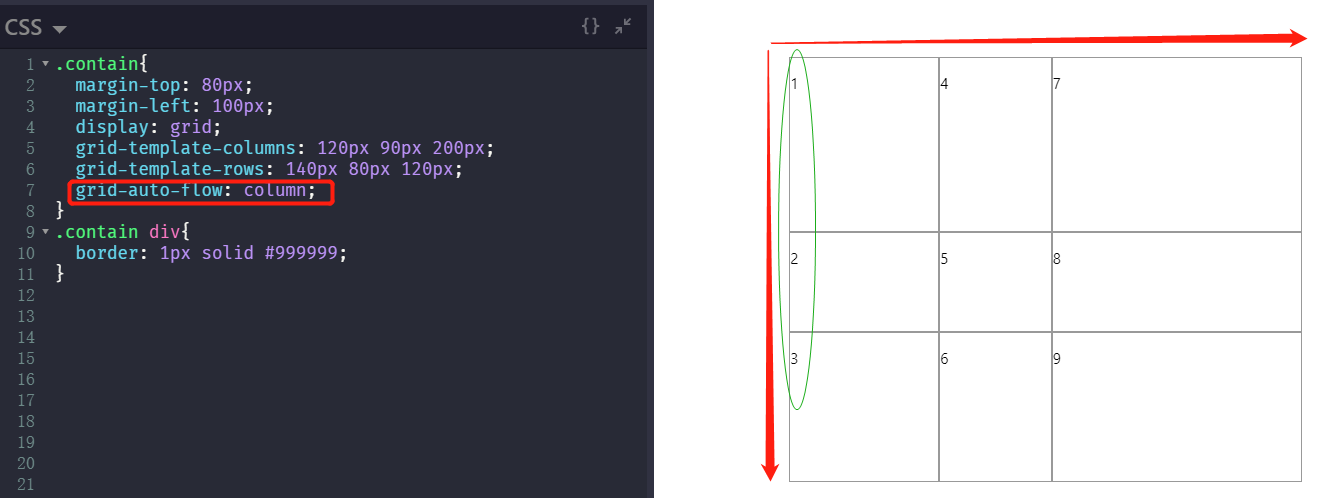 CSS {}
1 .contain{
2 margin-top: 80px;
3 margin-left: 100px;
4 display: grid;
5 grid-template-columns: 120px 90px 200px;
6 grid-template-rows: 140px 80px 120px;
7 grid-auto-flow: column;
8 }
9 .contain div{
10 border: 1px solid #999999;
11 }
12
13
14
15
16
17
18
19
20
21
1 4 7
2 5 8
3 6 9